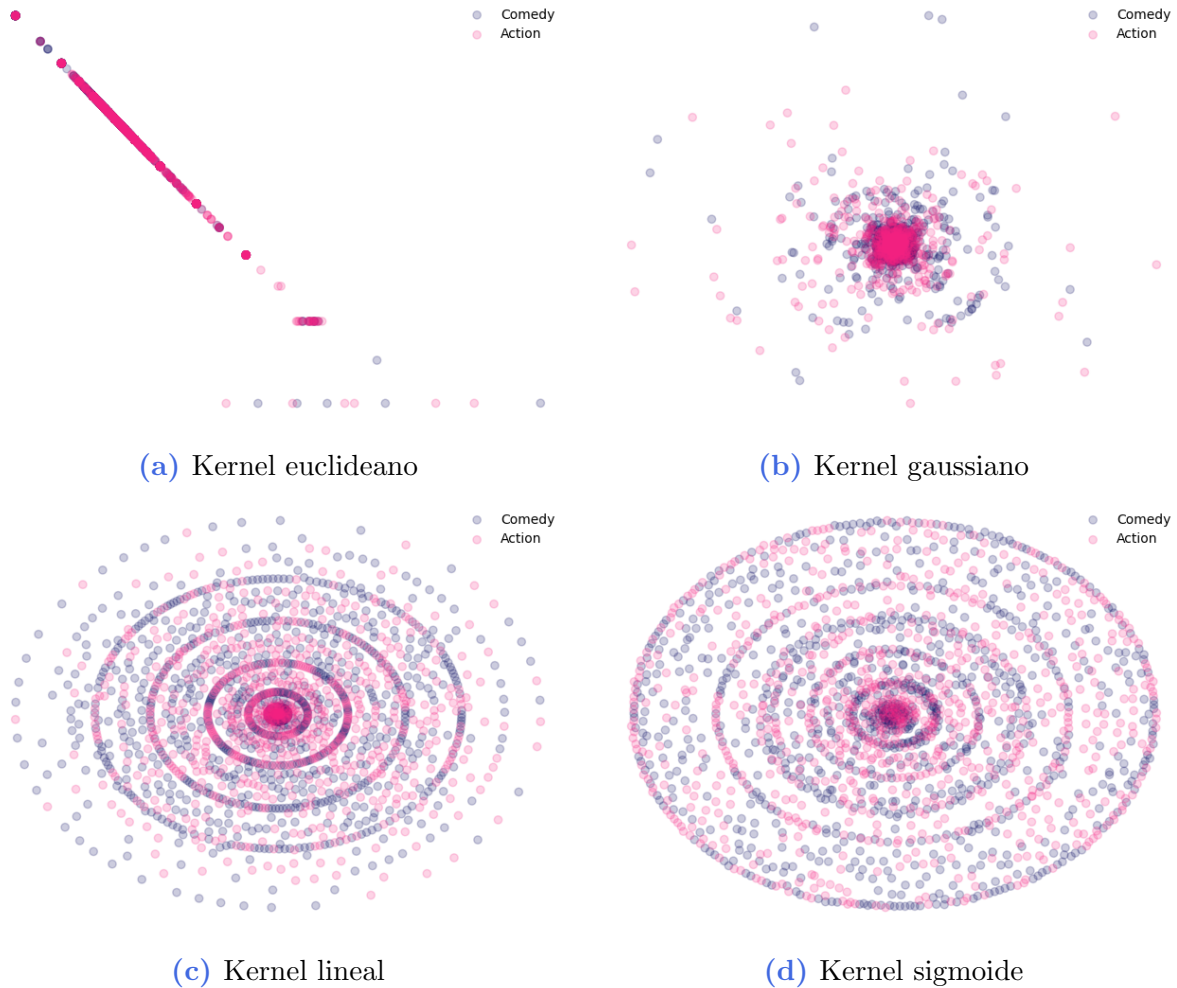 Comedy
Action
Comedy
Action
(a) Kernel euclideano
(b) Kernel gaussiano
Comedy
Action
Comedy
Action
(c) Kernel lineal
(d) Kernel sigmoide